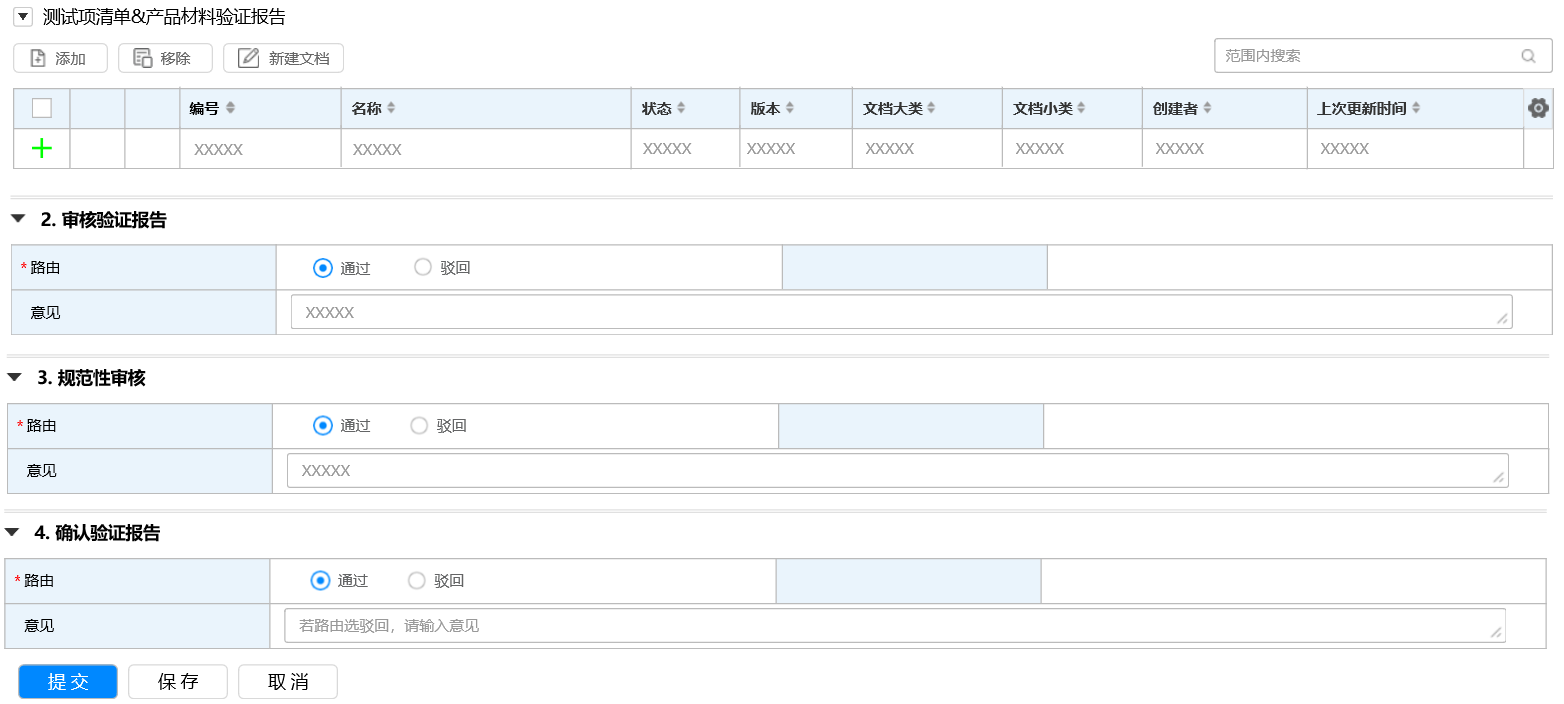 测试项清单&产品材料验证报告
添加 移除 新建文档 范围内搜索
编号 名称 状态 版本 文档大类 文档小类 创建者 上次更新时间
XXXXX XXXXX XXXXX XXXXX XXXXX XXXXX XXXXX XXXXX
2. 审核验证报告
*路由 通过 驳回
意见 XXXXX
3. 规范性审核
*路由 通过 驳回
意见 XXXXX
4. 确认验证报告
*路由 通过 驳回
意见 若路由选驳回，请输入意见
提交 保存 取消